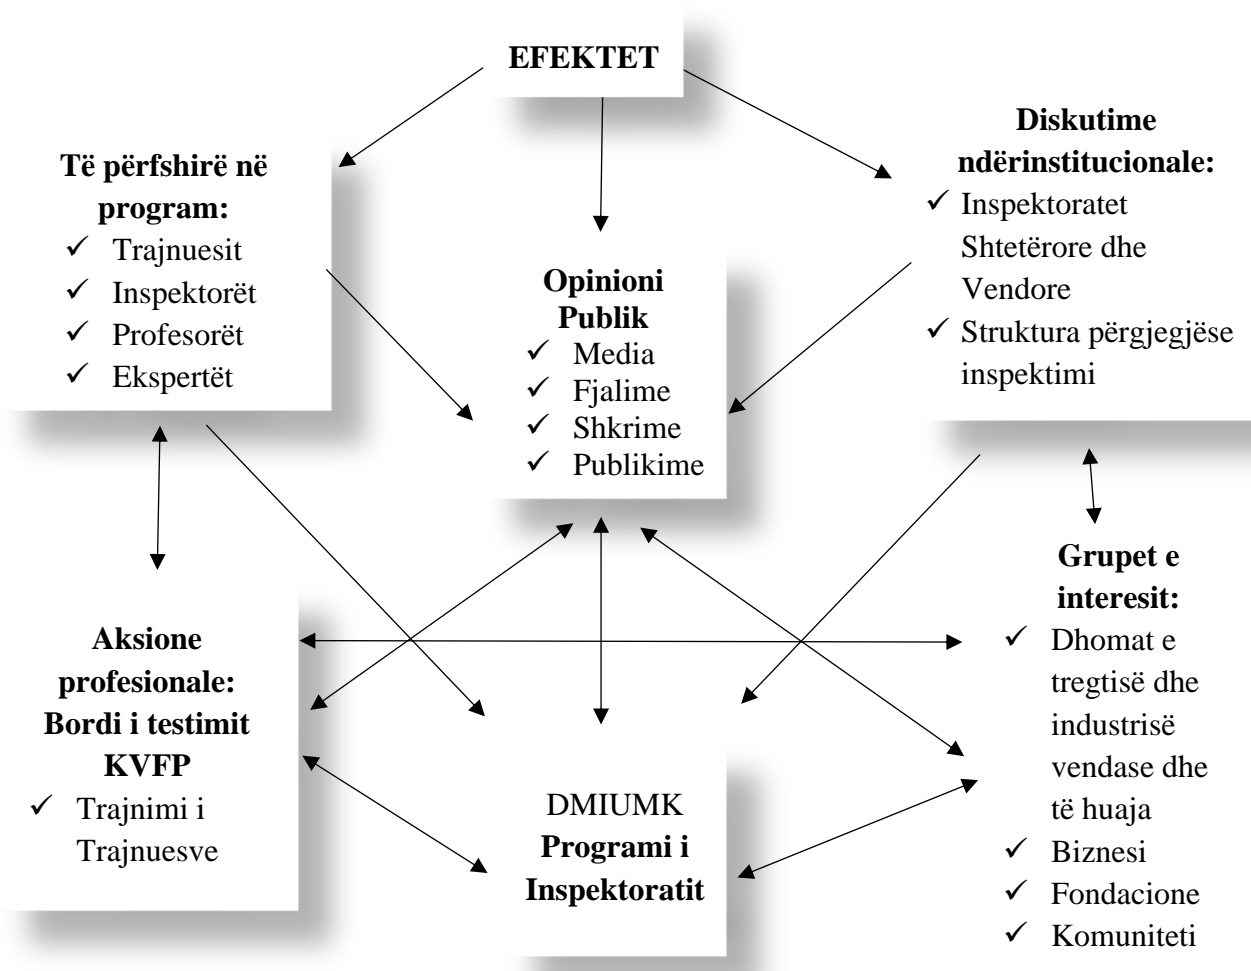 EFEKTET
Të përfshirë në
program:
✓ Trajnuesit
✓ Inspektorët
✓ Profesorët
✓ Ekspertët
Opinioni
Publik
✓ Media
✓ Fjalime
✓ Shkrime
✓ Publikime
Diskutime
ndërinstitucionale:
✓ Inspektoratet
Shtetërore dhe
Vendore
✓ Struktura përgjegjëse
inspektimi
Aksione
profesionale:
Bordi i testimit
KVFP
✓ Trajnimi i
Trajnuesve
DMIUMK
Programi i
Inspektoratit
Grupet e
interesit:
✓ Dhomat e
tregtisë dhe
industrisë
vendase dhe
të huaja
✓ Biznesi
✓ Fondacione
✓ Komuniteti